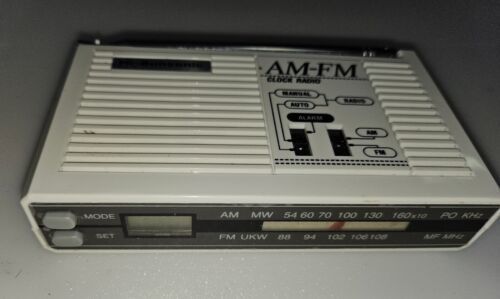 AM-FM
CLOCK RADIO
MANUAL
RADIO
AUTO
ALARM
AM
FM
MODE
AM MW 54 60 70 100 130 160x10 PO KHz
SET
FM UKW 88 94 102 106 108 MF MHz